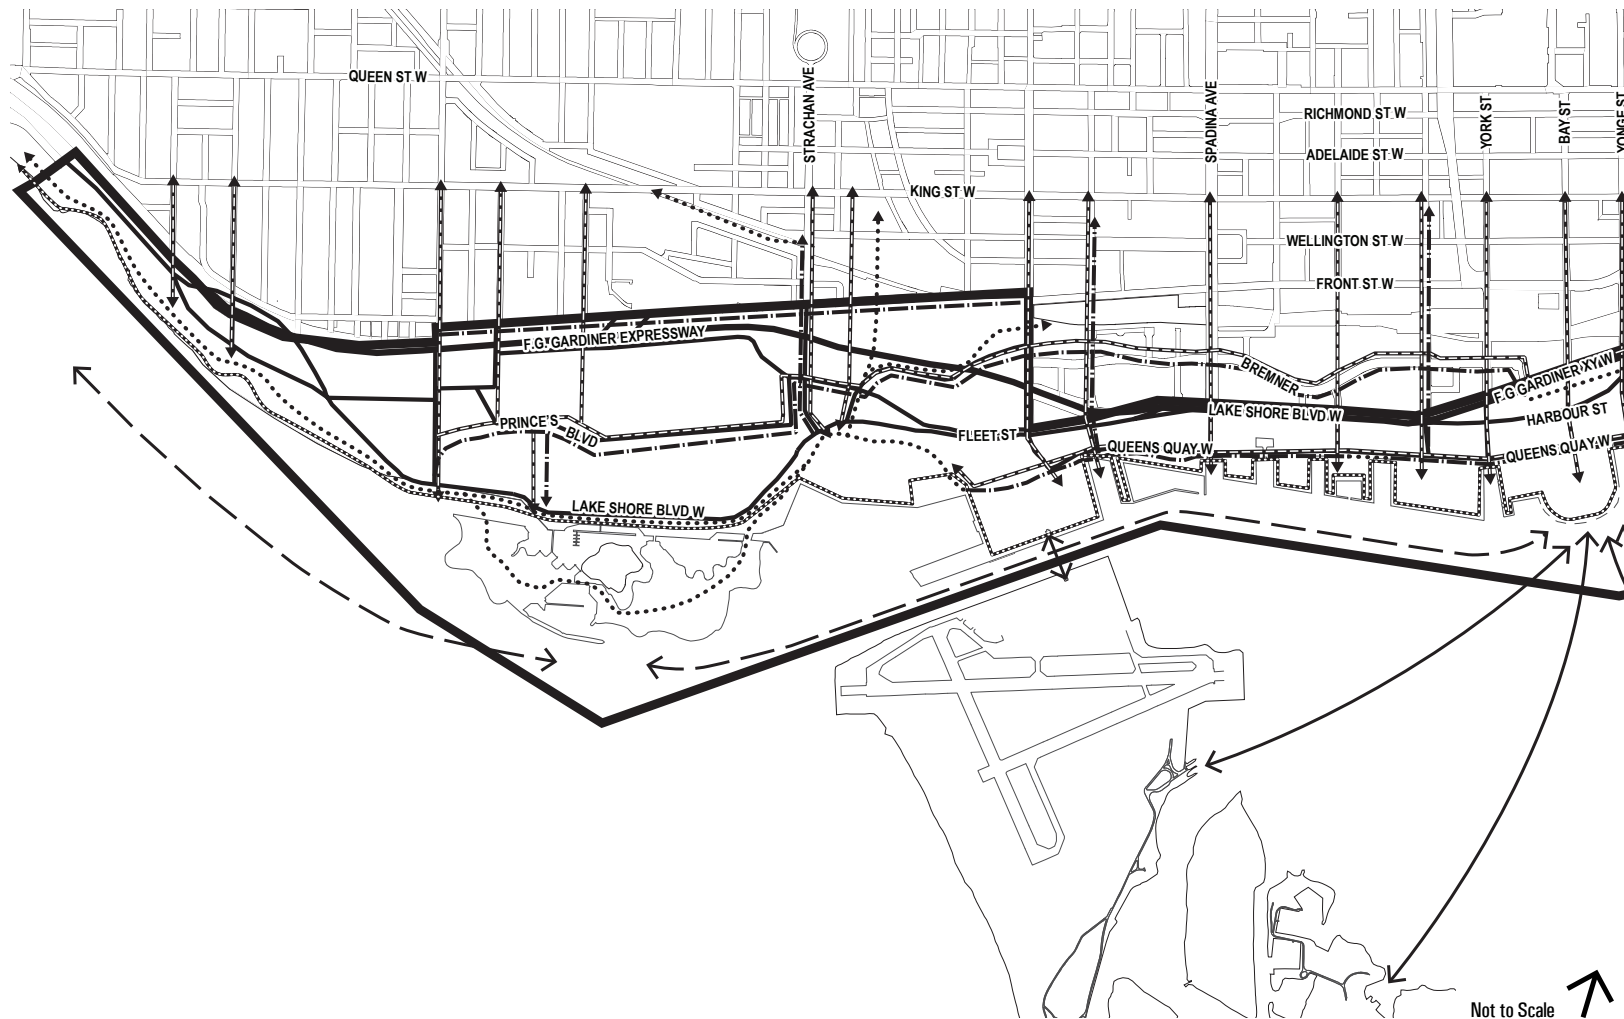 QUEEN ST W
STRACHAN AVE
SPADINA AVE
RICHMOND ST W
YORK ST
BAY ST
YONGE ST
ADELAIDE ST W
KING ST W
WELLINGTON ST W
FRONT ST W
F.G. GARDINER EXPRESSWAY
BREMNER
F.G GARDINER XY W
LAKE SHORE BLVD W
HARBOUR ST
PRINCE'S BLVD
FLEET ST
QUEENS QUAY W
QUEENS QUAY W
LAKE SHORE BLVD W
Not to Scale